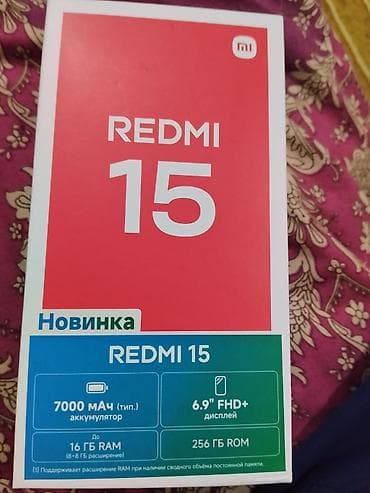 mi
REDMI
15
Новинка
REDMI 15
7000 мАч (тип.)
аккумулятор
6.9" FHD+
дисплей
До
16 ГБ RAM
(8+8 ГБ расширение)
256 ГБ ROM
[1] Поддерживает расширение RAM при наличии свободного объёма постоянной памяти.